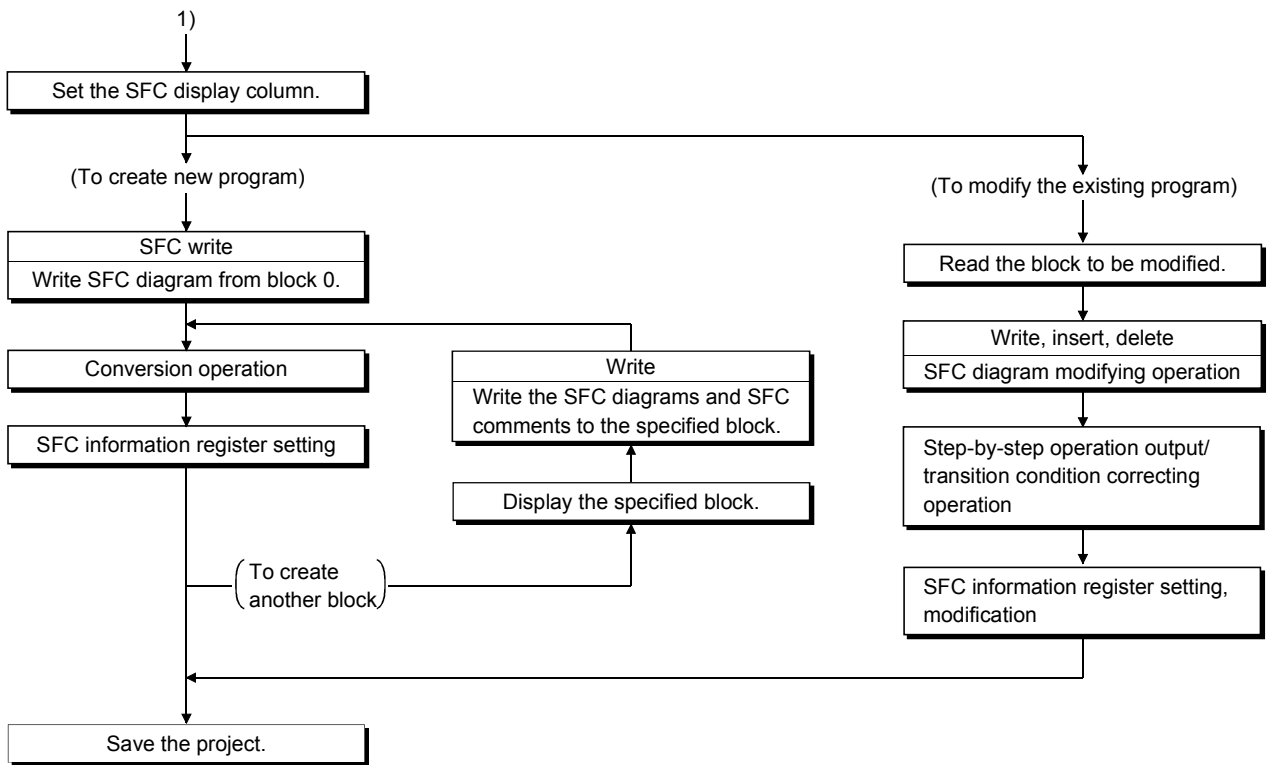 1)
Set the SFC display column.
(To create new program)
(To modify the existing program)
SFC write
Write SFC diagram from block 0.
Read the block to be modified.
Conversion operation
Write
Write the SFC diagrams and SFC
comments to the specified block.
Write, insert, delete
SFC diagram modifying operation
SFC information register setting
Display the specified block.
Step-by-step operation output/
transition condition correcting
operation
(To create
another block)
SFC information register setting,
modification
Save the project.